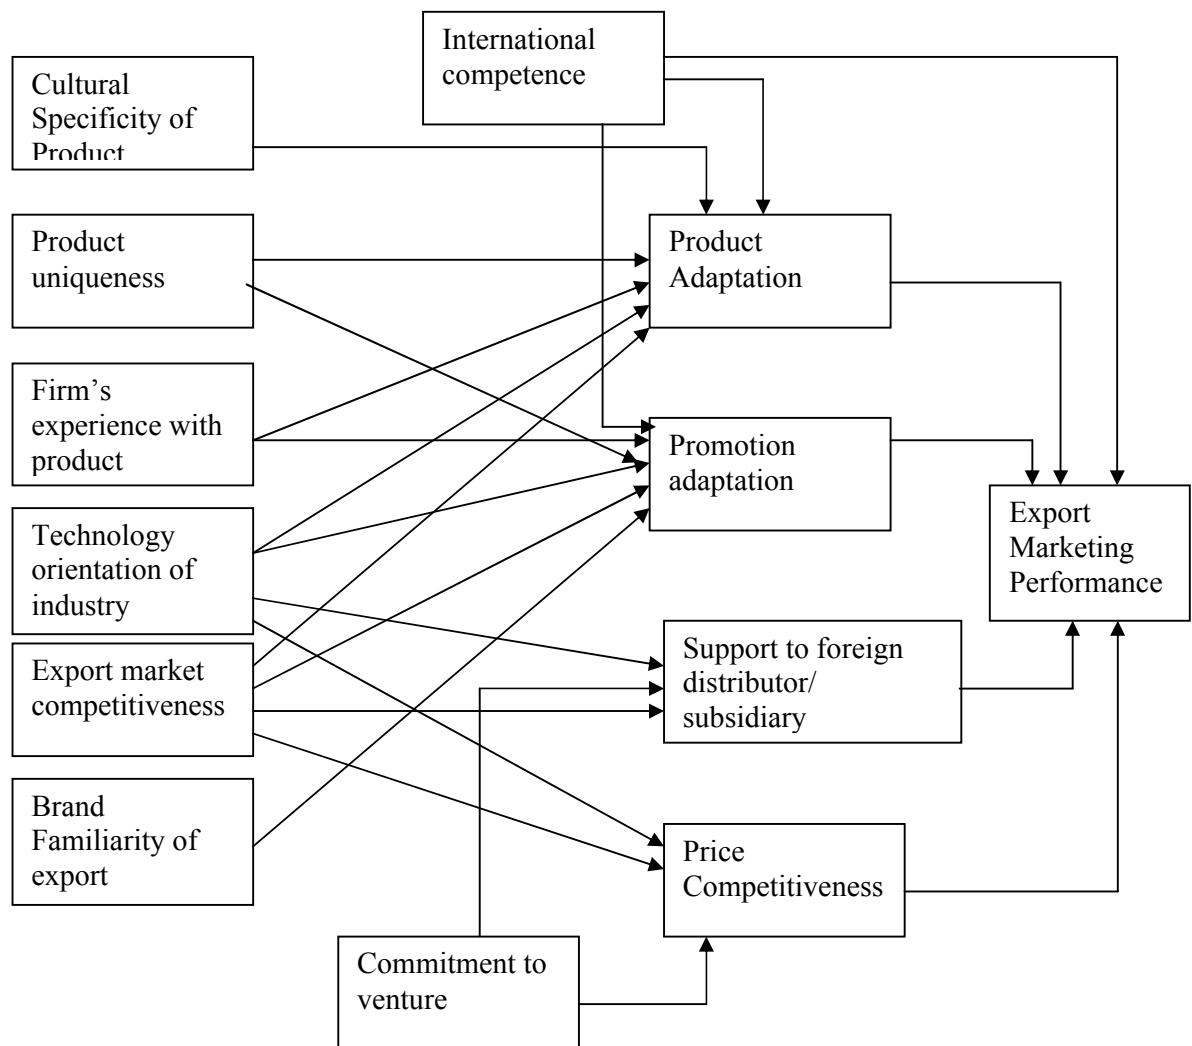 International
competence
Cultural
Specificity of
Product
Product
uniqueness
Product
Adaptation
Firm's
experience with
product
Promotion
adaptation
Technology
orientation of
industry
Export
Marketing
Performance
Export market
competitiveness
Support to foreign
distributor/
subsidiary
Brand
Familiarity of
export
Price
Competitiveness
Commitment to
venture